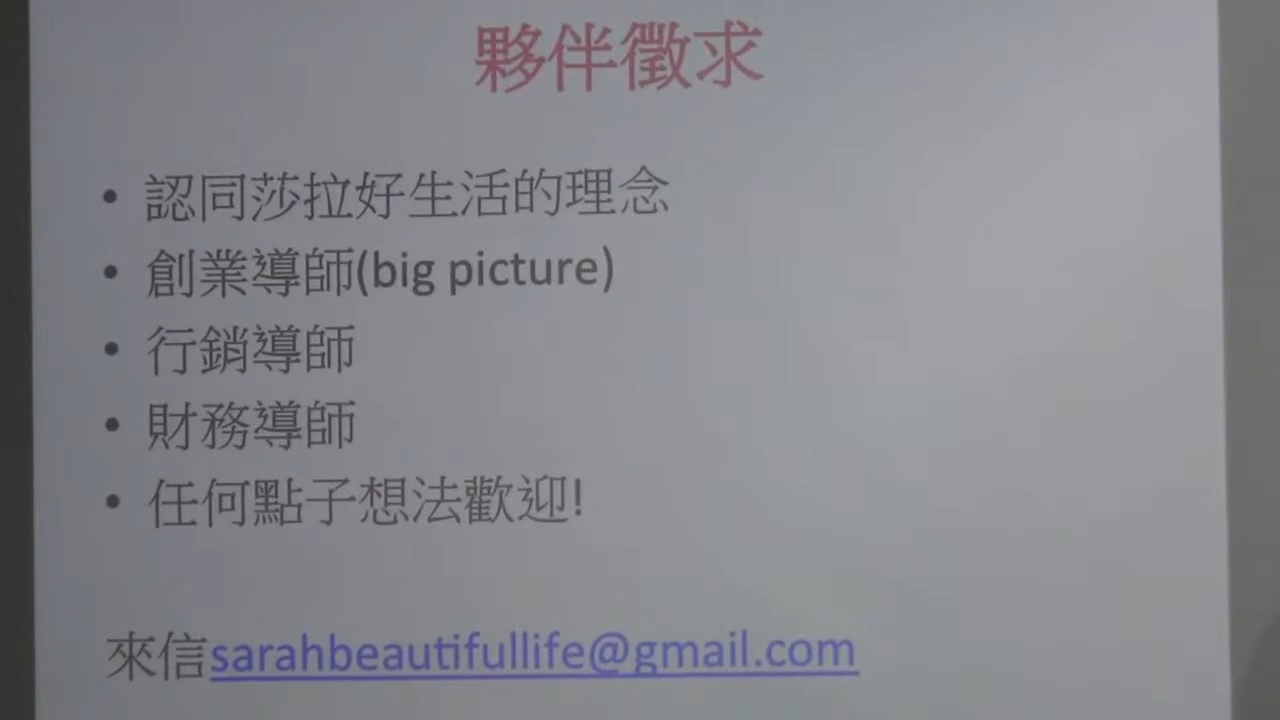 夥伴徵求
• 認同莎拉好生活的理念
• 創業導師(big picture)
• 行銷導師
• 財務導師
• 任何點子想法歡迎!
來信sarahbeautifullife@gmail.com